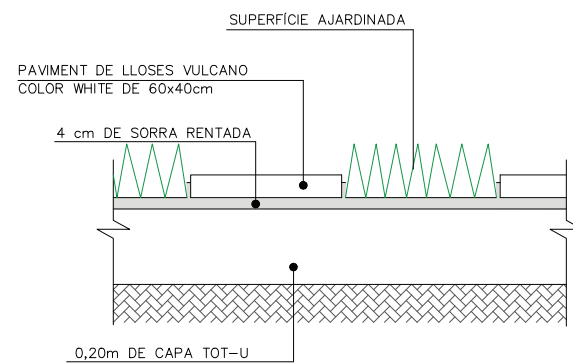 SUPERFÍCIE AJARDINADA
PAVIMENT DE LLOSES VULCANO
COLOR WHITE DE 60x40cm
4 cm DE SORRA RENTADA
0,20m DE CAPA TOT-U